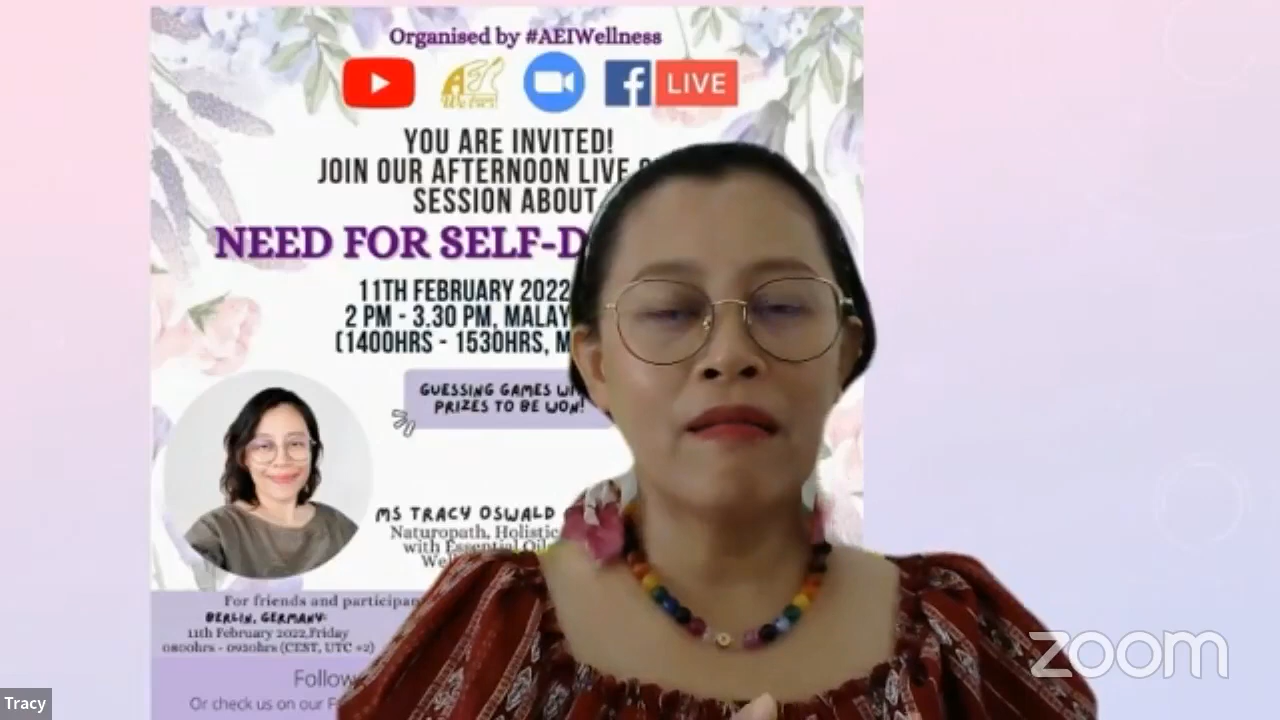 Organised by #AEIWellness
LIVE
YOU ARE INVITED!
JOIN OUR AFTERNOON LIVE
SESSION ABOUT
NEED FOR SELF-D
11TH FEBRUARY 2022
2 PM - 3.30 PM, MALAY
(1400HRS - 1530HRS, M
GUESSING GAMES
PRIZES TO BE WON!
MS TRACY OSWALD
Naturopath, Holistic
with Essential Oils
Wel
For friends and participan
BERLIN, GERMANY:
11th February 2022,Friday
0800hrs - 0930hrs (CEST, UTC +2)
Follow
Or check us on our F
zoom
Tracy